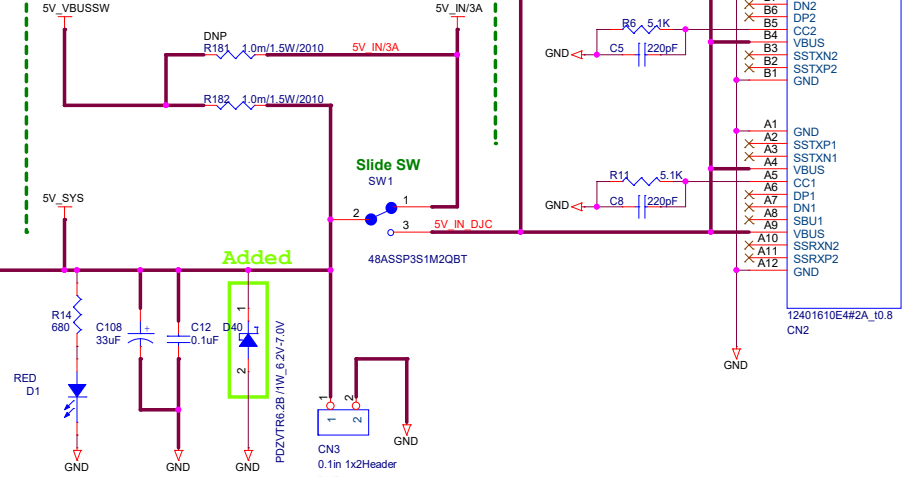 5V_VBUSSW
5V_IN/3A
DNP
R181
1.0m/1.5W/2010
5V_IN/3A
R182
1.0m/1.5W/2010
Slide SW
SW1
1
2
3
5V_IN_DJC
48ASSP3S1M2QBT
5V_SYS
Added
R14
680
C108
33uF
+
C12
0.1uF
D40
1
2
PDZVTR6.2B /1W_6.2V-7.0V
RED
D1
GND
GND
GND
1
2
1
2
GND
CN3
0.1in 1x2Header
R6
5.1K
GND
C5
220pF
R11
5.1K
GND
C8
220pF
DN2
B6
DP2
B5
CC2
B4
VBUS
B3
SSTXN2
B2
SSTXP2
B1
GND
A1
GND
A2
SSTXP1
A3
SSTXN1
A4
VBUS
A5
CC1
A6
DP1
A7
DN1
A8
SBU1
A9
VBUS
A10
SSRXN2
A11
SSRXP2
A12
GND
12401610E4#2A_t0.8
CN2
GND